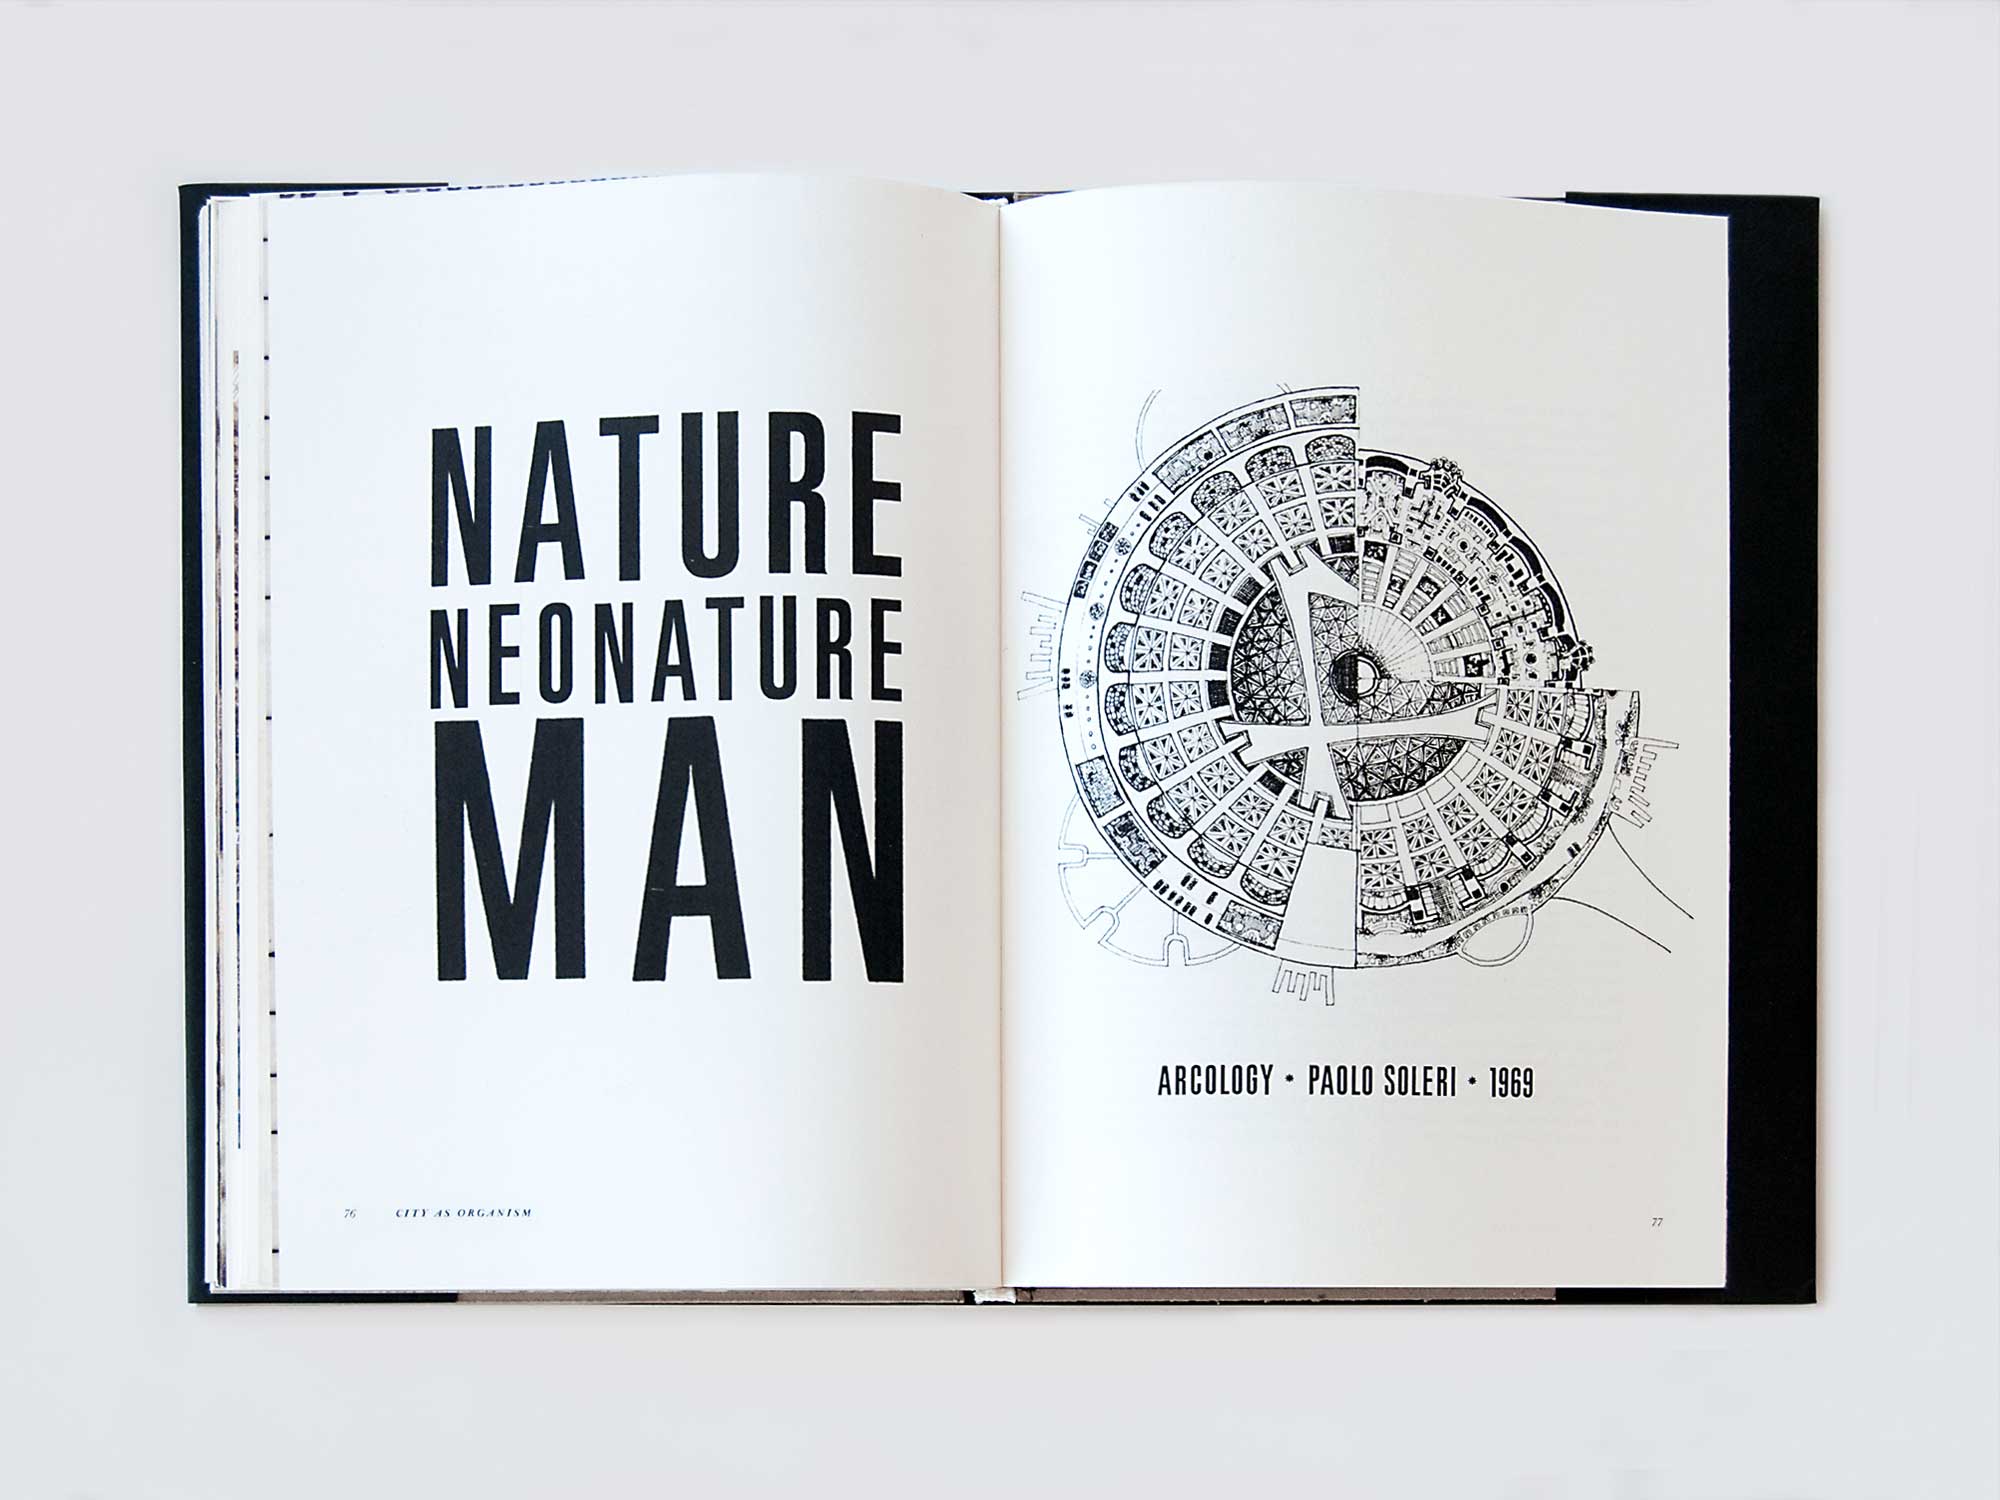 NATURE
NEONATURE
MAN
76 CITY AS ORGANISM
ARCOLOGY * PAOLO SOLERI * 1969
77